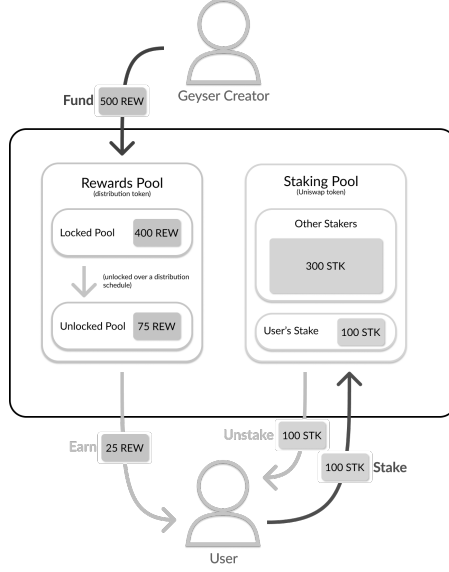 Geyser Creator
Fund 500 REW
Rewards Pool
(distribution token)
Locked Pool 400 REW
(unlocked over a distribution
schedule)
Unlocked Pool 75 REW
Staking Pool
(Uniswap token)
Other Stakers
300 STK
User's Stake 100 STK
Earn 25 REW
Unstake 100 STK
100 STK Stake
User